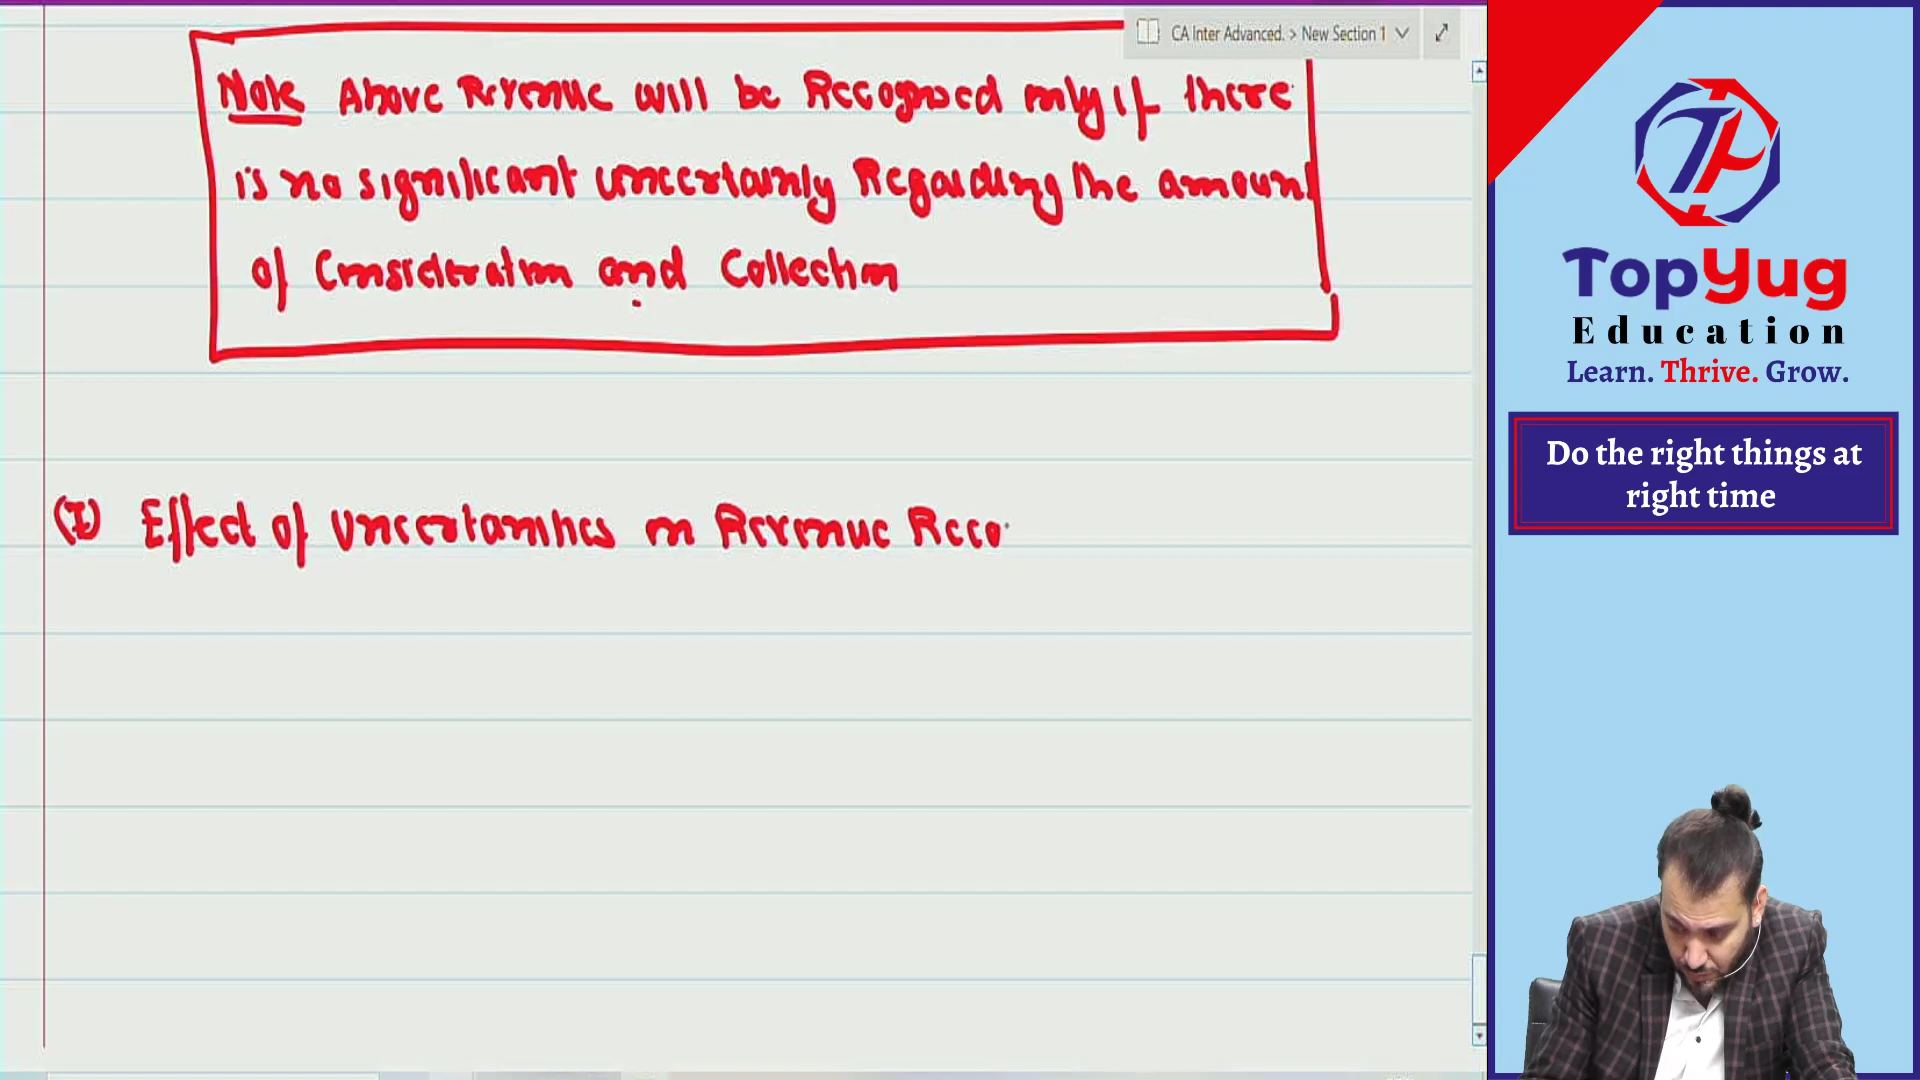 CA Inter Advanced. > New Section 1
Note Above Revenue will be Recognised only if there
is no significant uncertainty Regarding the amount
of Consideration and Collection
(I) Effect of Uncertainties on Revenue Reco
TopYug
Education
Learn. Thrive. Grow.
Do the right things at
right time